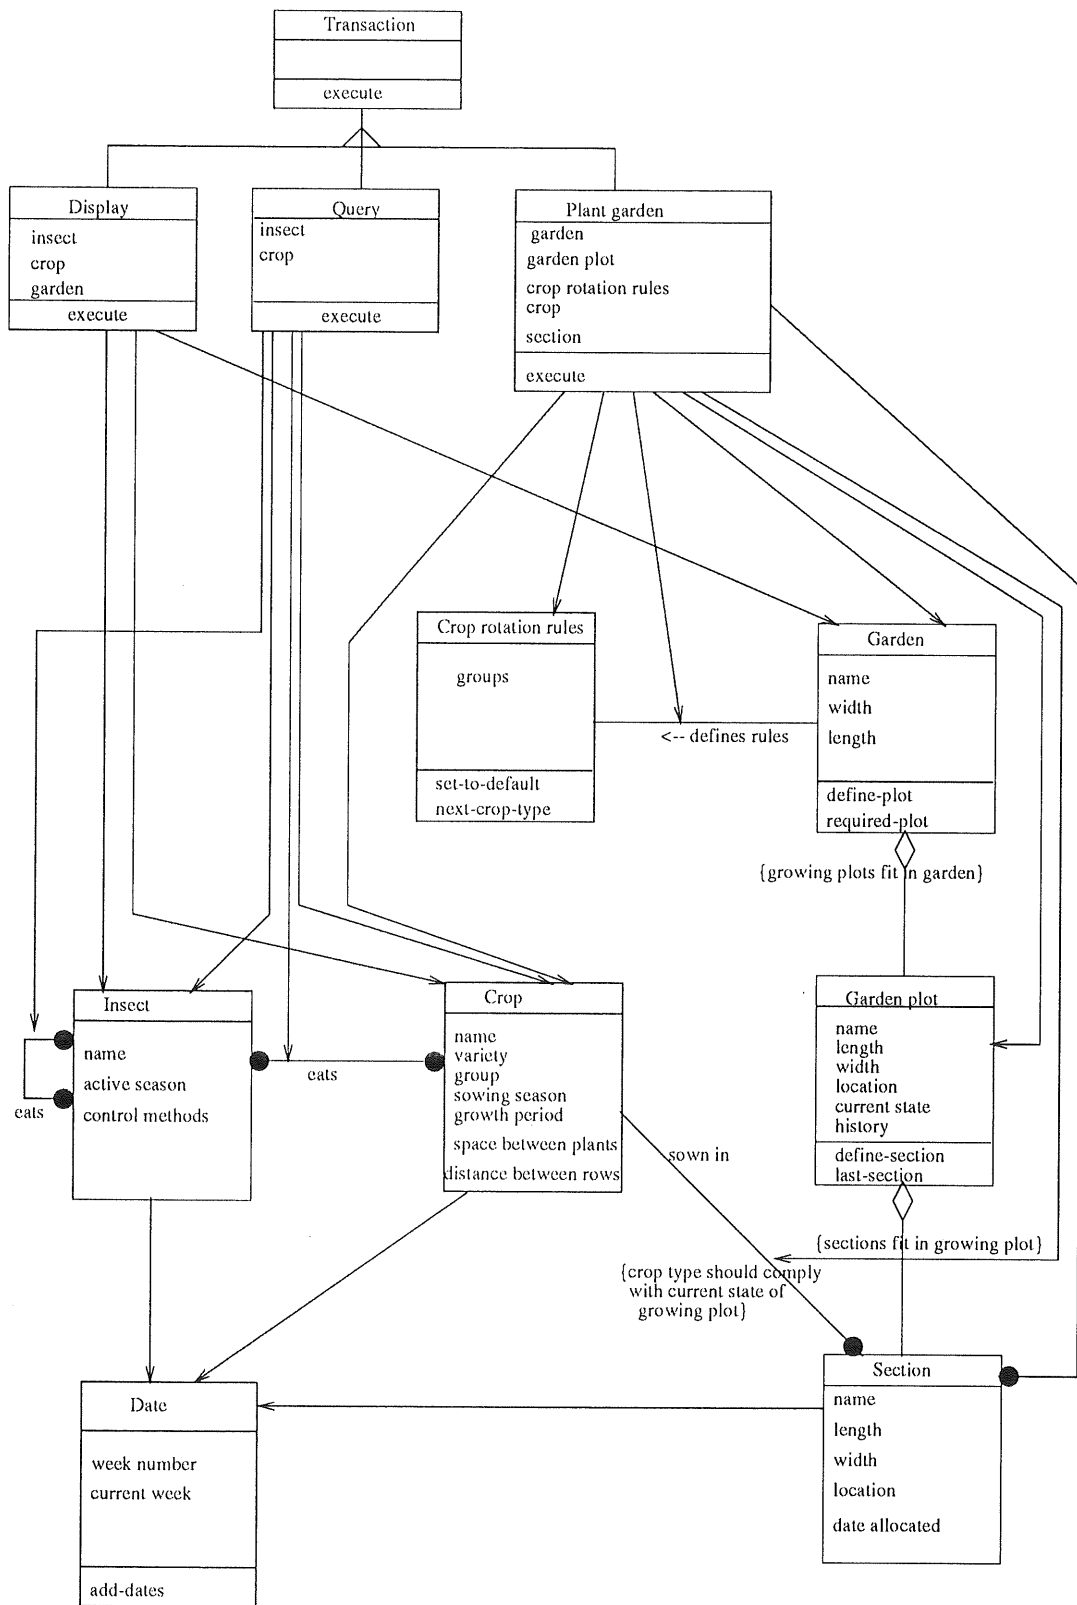 Transaction
execute
Display
insect
crop
garden
execute
Query
insect
crop
execute
Plant garden
garden
garden plot
crop rotation rules
crop
section
execute
Crop rotation rules
groups
set-to-default
next-crop-type
<-- defines rules
Garden
name
width
length
define-plot
required-plot
{growing plots fit in garden}
Insect
name
active season
control methods
eats
eats
Crop
name
variety
group
sowing season
growth period
space between plants
distance between rows
sown in
Garden plot
name
length
width
location
current state
history
define-section
last-section
{sections fit in growing plot}
{crop type should comply
with current state of
growing plot}
Date
week number
current week
add-dates
Section
name
length
width
location
date allocated